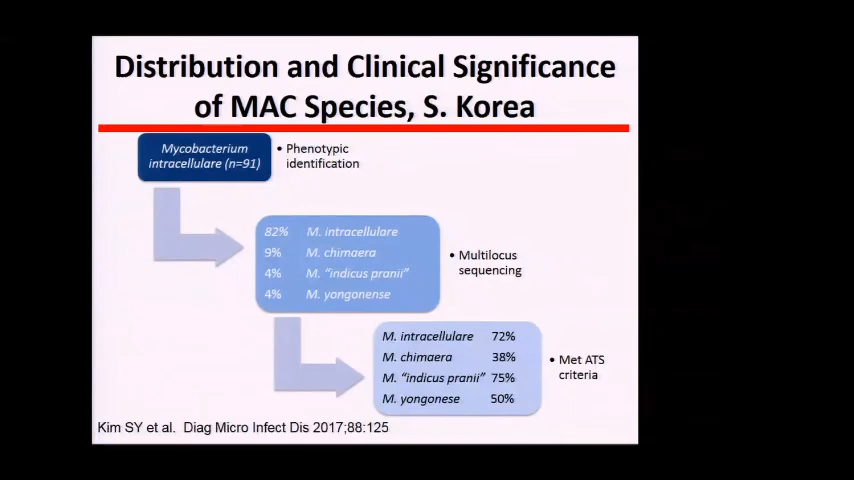 Distribution and Clinical Significance
of MAC Species, S. Korea
Mycobacterium
intracellulare (n=91)
• Phenotypic
identification
82% M. intracellulare
9% M. chimaera
4% M. “indicus pranii”
4% M. yongonense
• Multilocus
sequencing
M. intracellulare 72%
M. chimaera 38%
M. “indicus pranii” 75%
M. yongonese 50%
• Met ATS
criteria
Kim SY et al. Diag Micro Infect Dis 2017;88:125